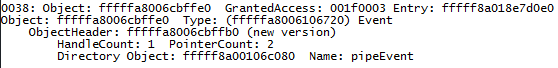 0038: Object: fffffa8006cbffe0  GrantedAccess: 001f0003 Entry: fffff8a018e7d0e0
Object: fffffa8006cbffe0  Type: (fffffa8006106720) Event
ObjectHeader: fffffa8006cbffb0 (new version)
HandleCount: 1  PointerCount: 2
Directory Object: fffff8a00106c080  Name: pipeEvent